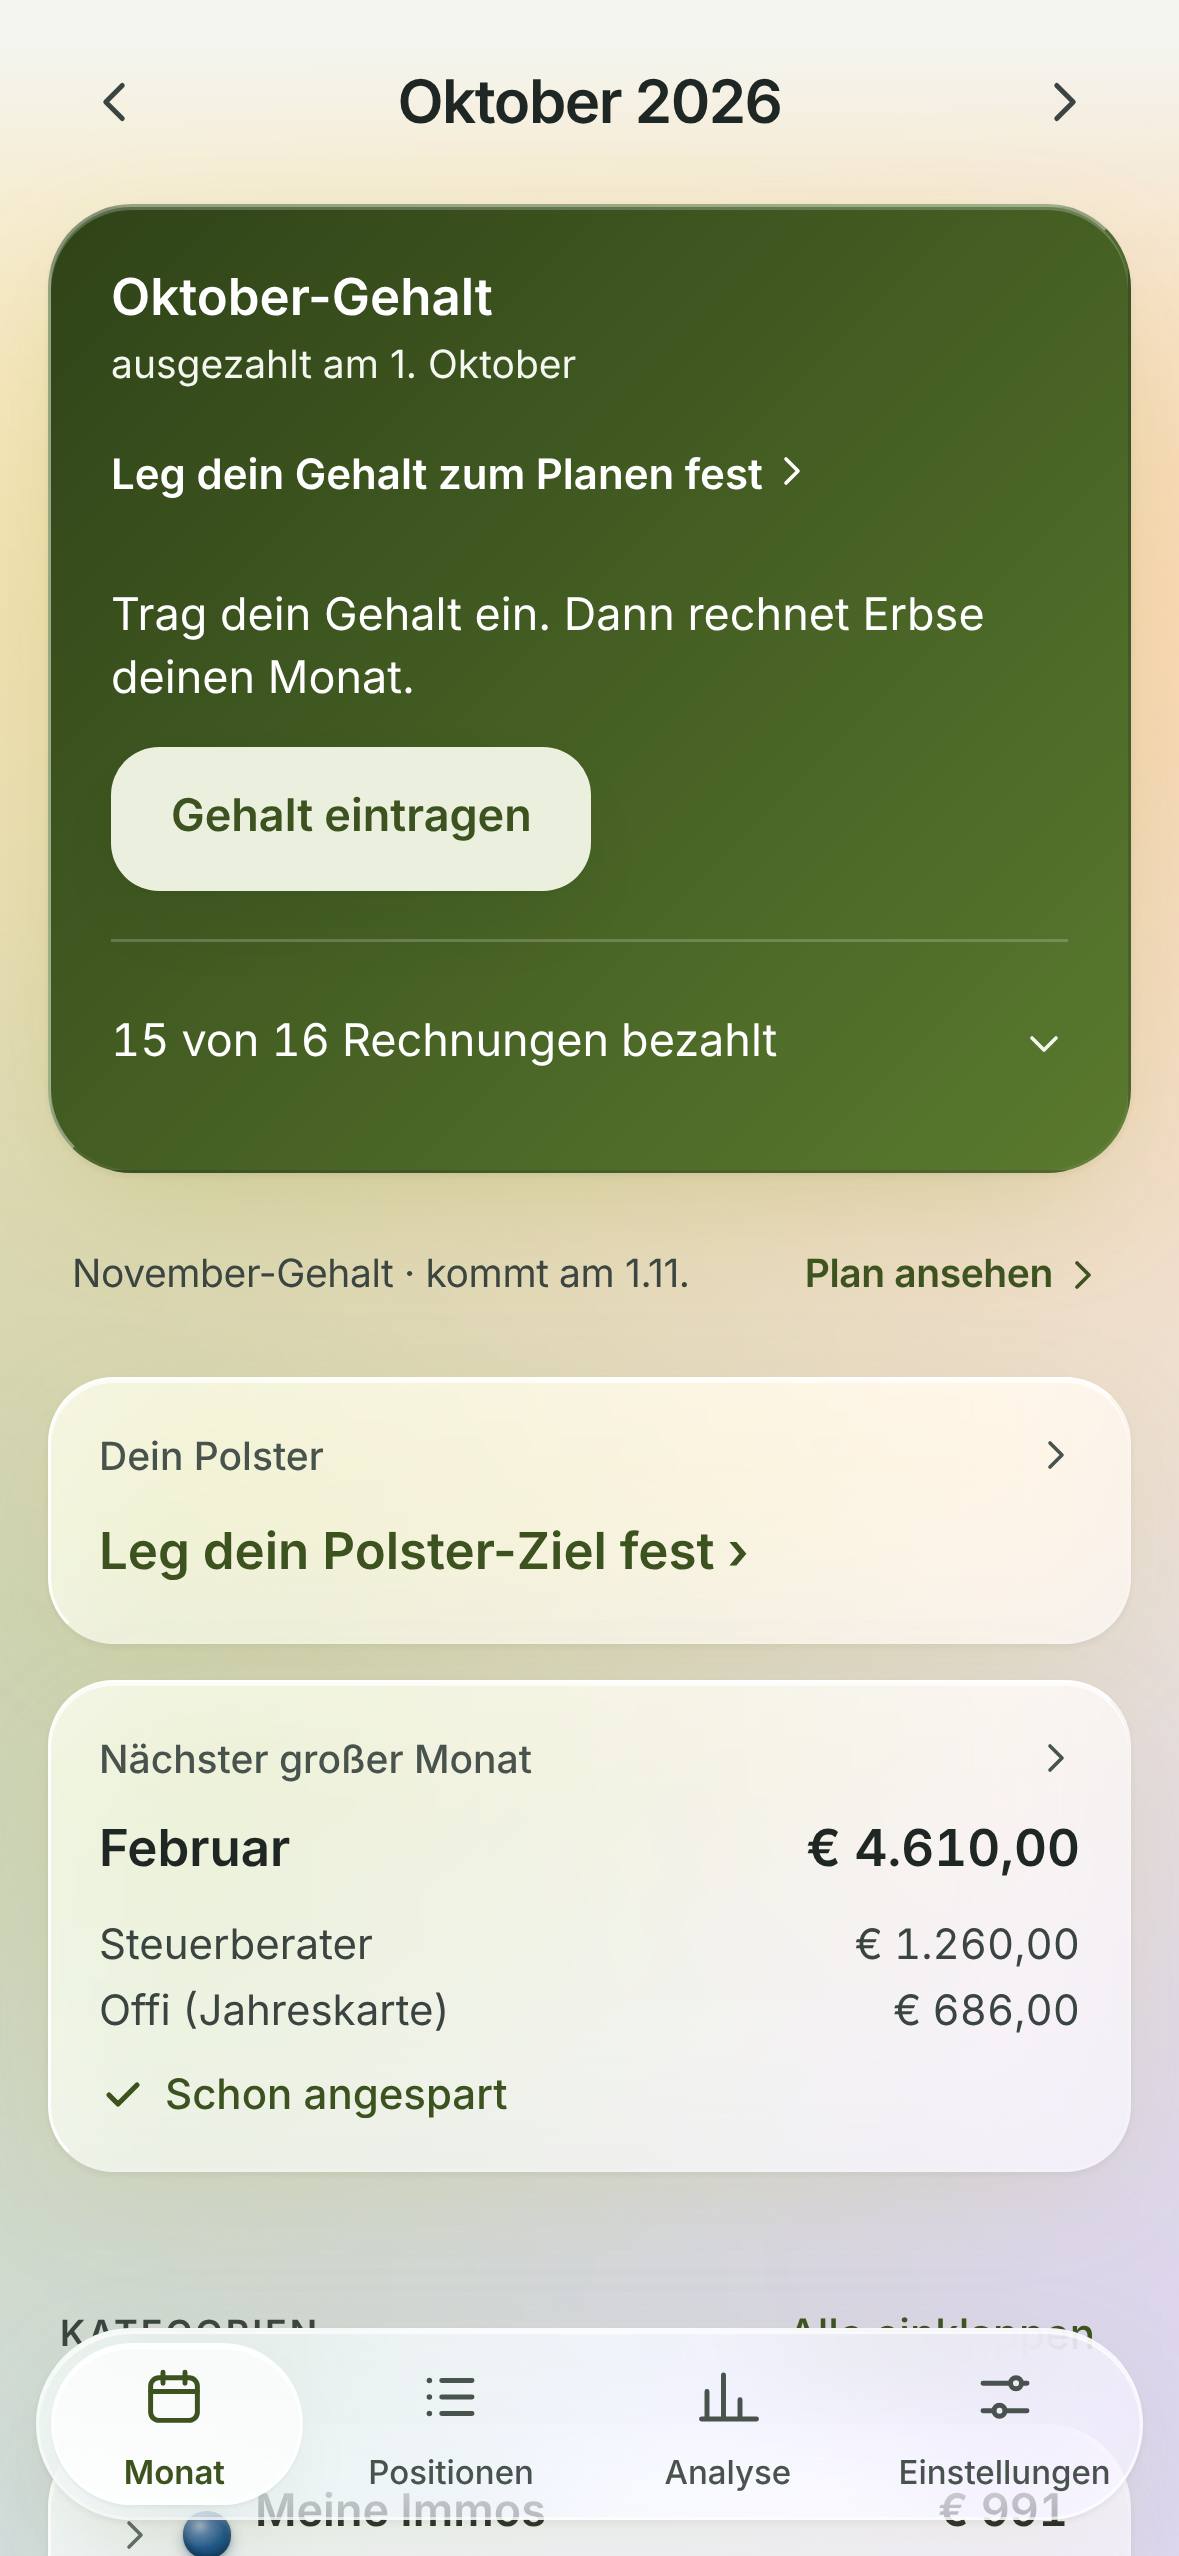 Oktober 2026
Oktober-Gehalt
ausgezahlt am 1. Oktober
Leg dein Gehalt zum Planen fest
Trag dein Gehalt ein. Dann rechnet Erbse
deinen Monat.
Gehalt eintragen
15 von 16 Rechnungen bezahlt
November-Gehalt · kommt am 1.11. Plan ansehen
Dein Polster
Leg dein Polster-Ziel fest ›
Nächster großer Monat
Februar € 4.610,00
Steuerberater € 1.260,00
Offi (Jahreskarte) € 686,00
Schon angespart
KATEGORIEN Alle einklappen
Monat Positionen Analyse Einstellungen
Meine Immos € 991